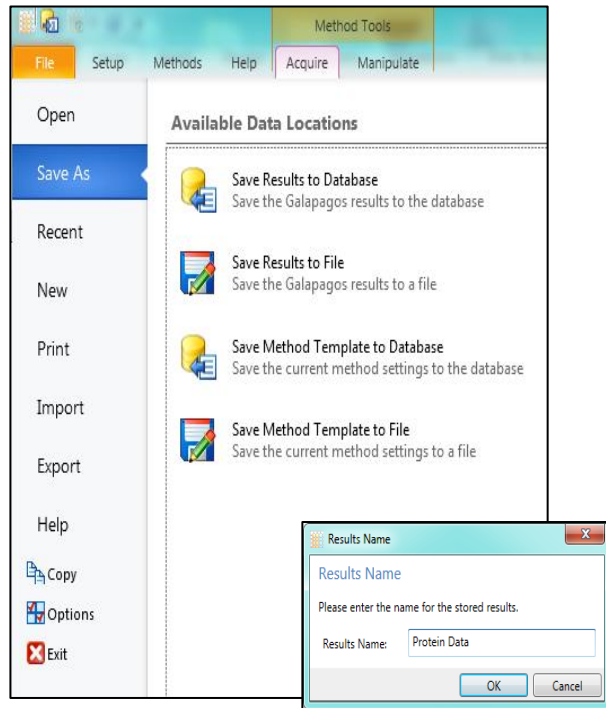 Method Tools
File Setup Methods Help Acquire Manipulate
Open
Save As
Recent
New
Print
Import
Export
Help
Copy
Options
Exit
Available Data Locations
Save Results to Database
Save the Galapagos results to the database
Save Results to File
Save the Galapagos results to a file
Save Method Template to Database
Save the current method settings to the database
Save Method Template to File
Save the current method settings to a file
Results Name
Results Name
Please enter the name for the stored results.
Results Name: Protein Data
OK Cancel